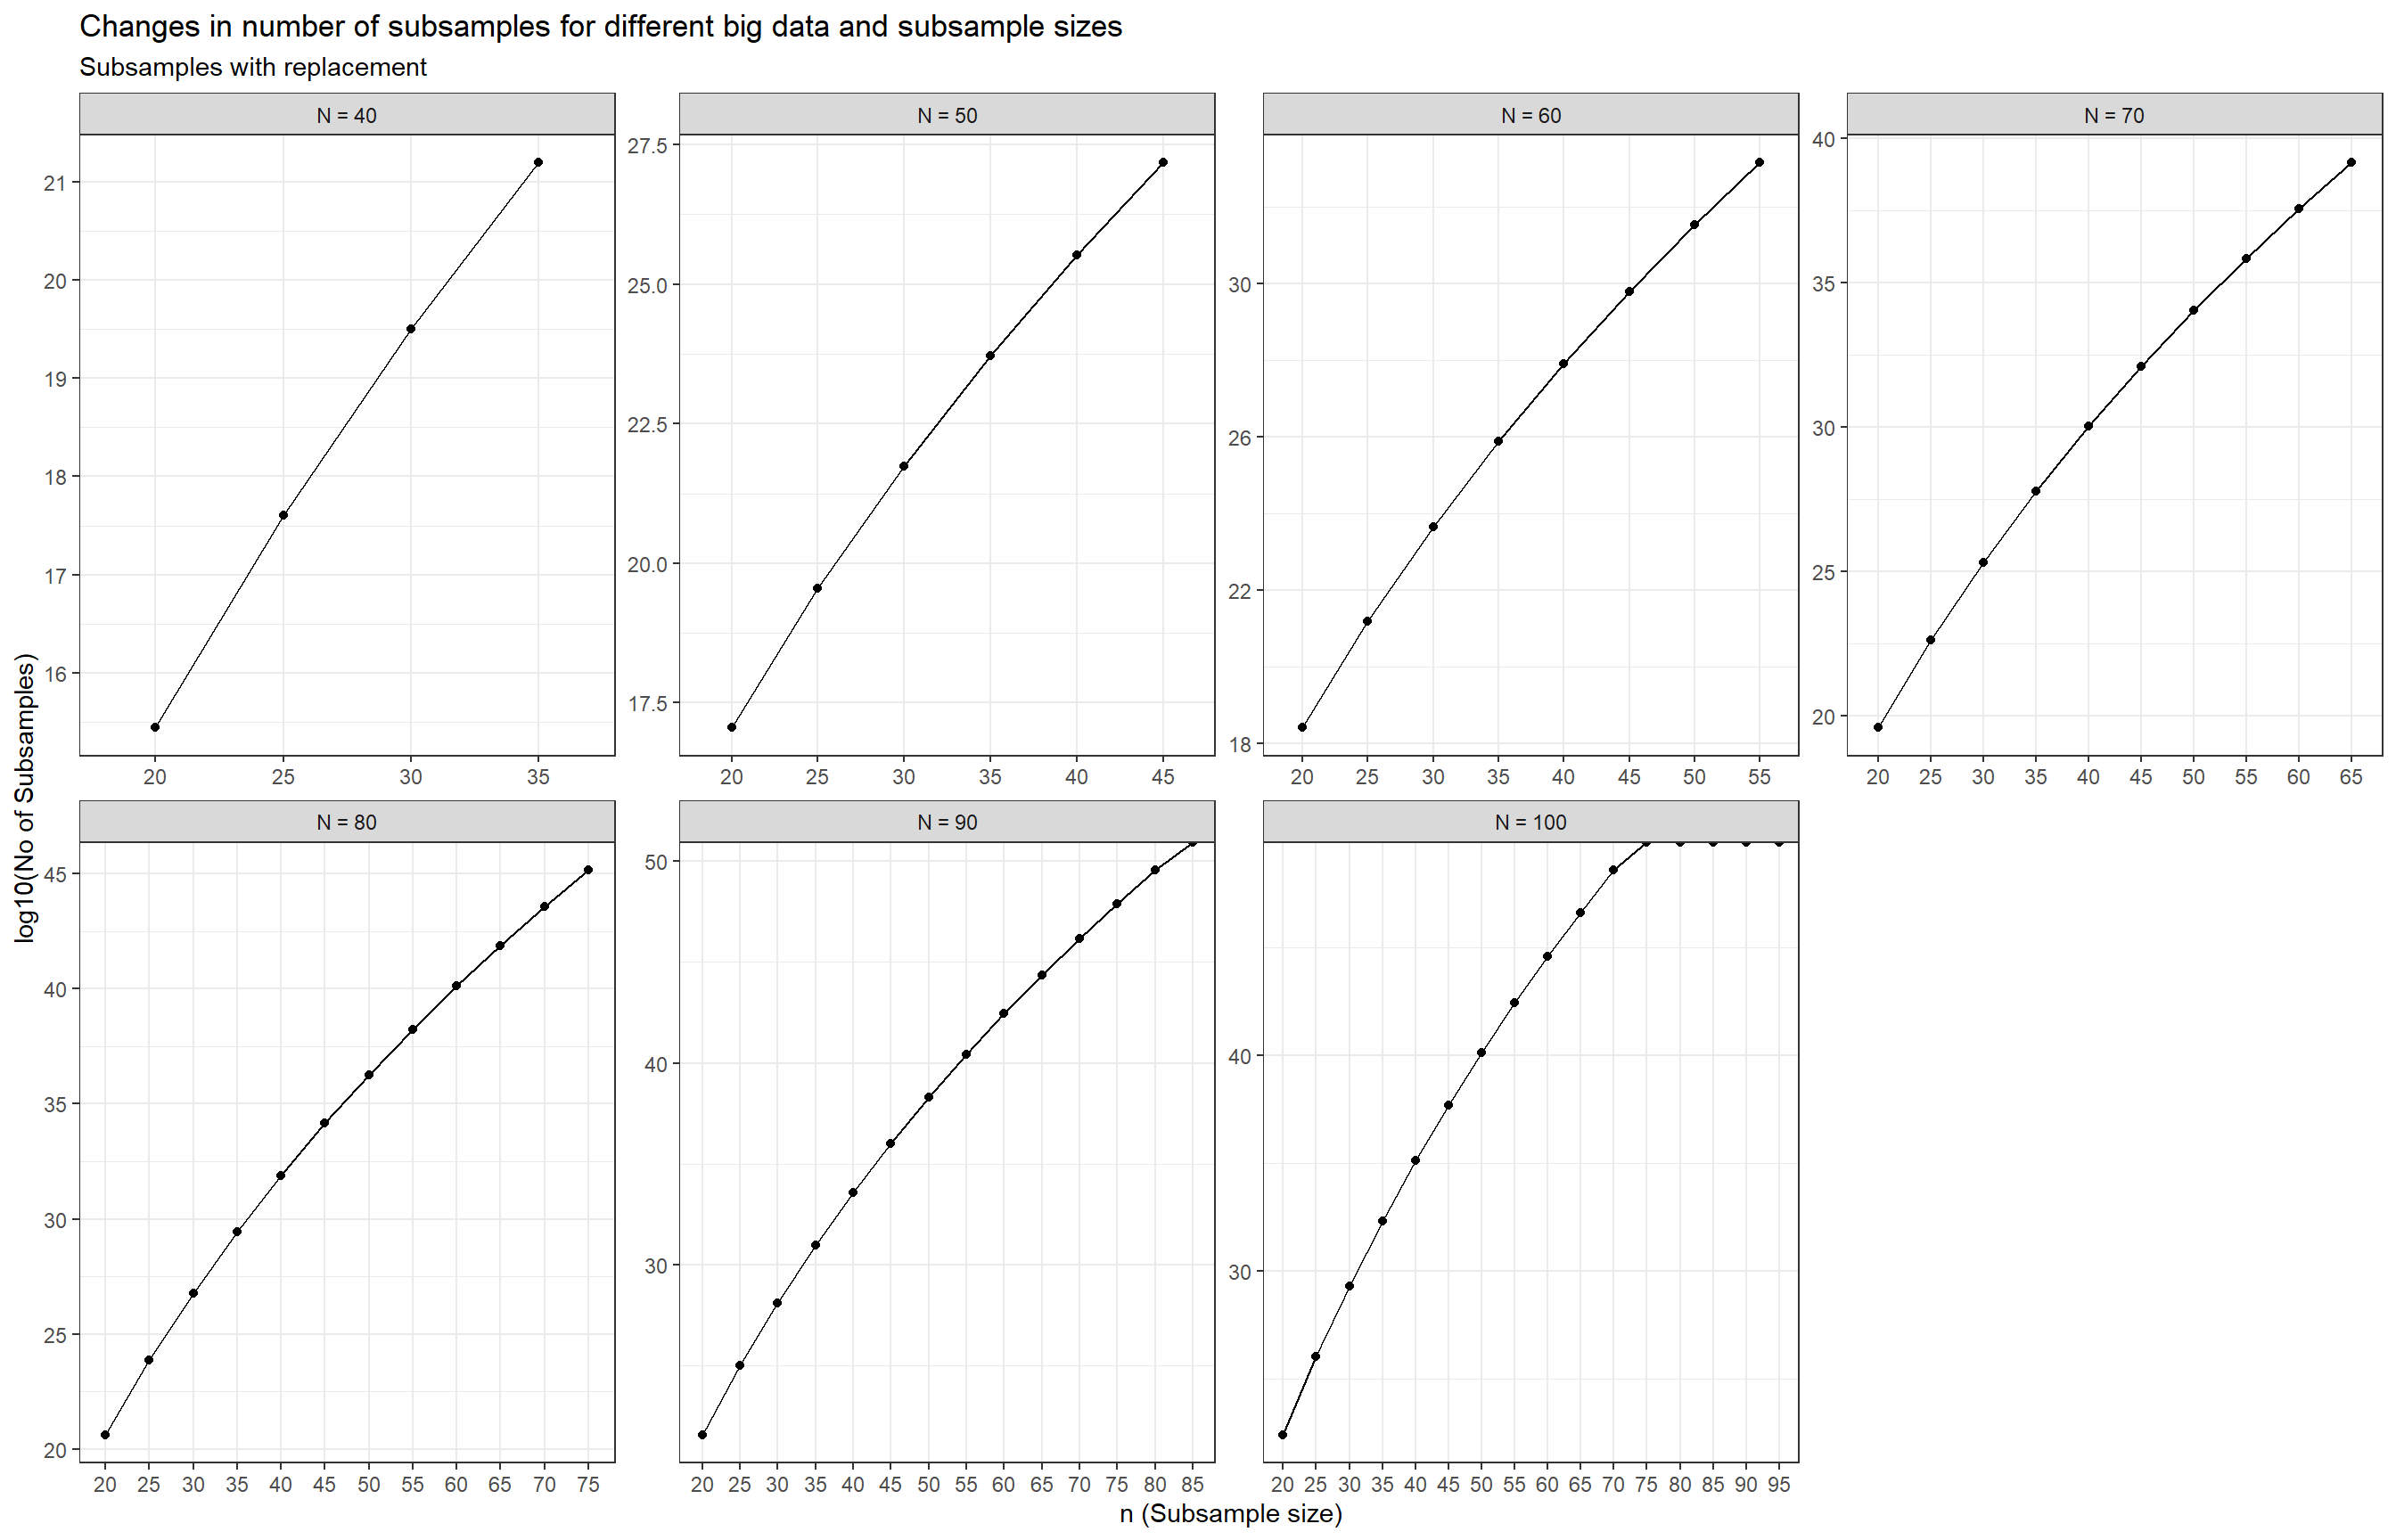 Changes in number of subsamples for different big data and subsample sizes
Subsamples with replacement
log10(No of Subsamples)
N = 40
21
20
19
18
17
16
20 25 30 35
N = 50
27.5
25.0
22.5
20.0
17.5
20 25 30 35 40 45
N = 60
30
26
22
18
20 25 30 35 40 45 50 55
N = 70
40
35
30
25
20
20 25 30 35 40 45 50 55 60 65
N = 80
45
40
35
30
25
20
20 25 30 35 40 45 50 55 60 65 70 75
N = 90
50
40
30
20 25 30 35 40 45 50 55 60 65 70 75 80 85
N = 100
40
30
20 25 30 35 40 45 50 55 60 65 70 75 80 85 90 95
n (Subsample size)